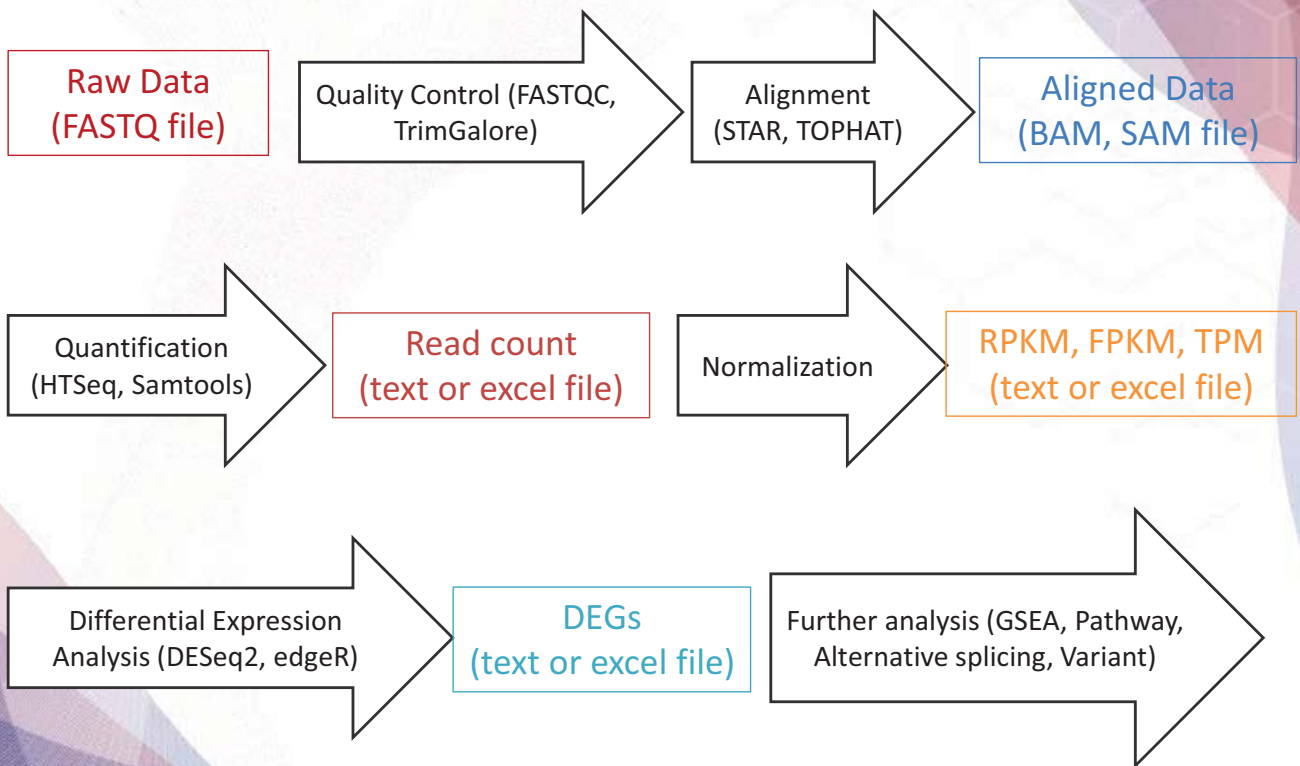 Raw Data
(FASTQ file)
Quality Control (FASTQC,
TrimGalore)
Alignment
(STAR, TOPHAT)
Aligned Data
(BAM, SAM file)
Quantification
(HTSeq, Samtools)
Read count
(text or excel file)
Normalization
RPKM, FPKM, TPM
(text or excel file)
Differential Expression
Analysis (DESeq2, edgeR)
DEGs
(text or excel file)
Further analysis (GSEA, Pathway,
Alternative splicing, Variant)